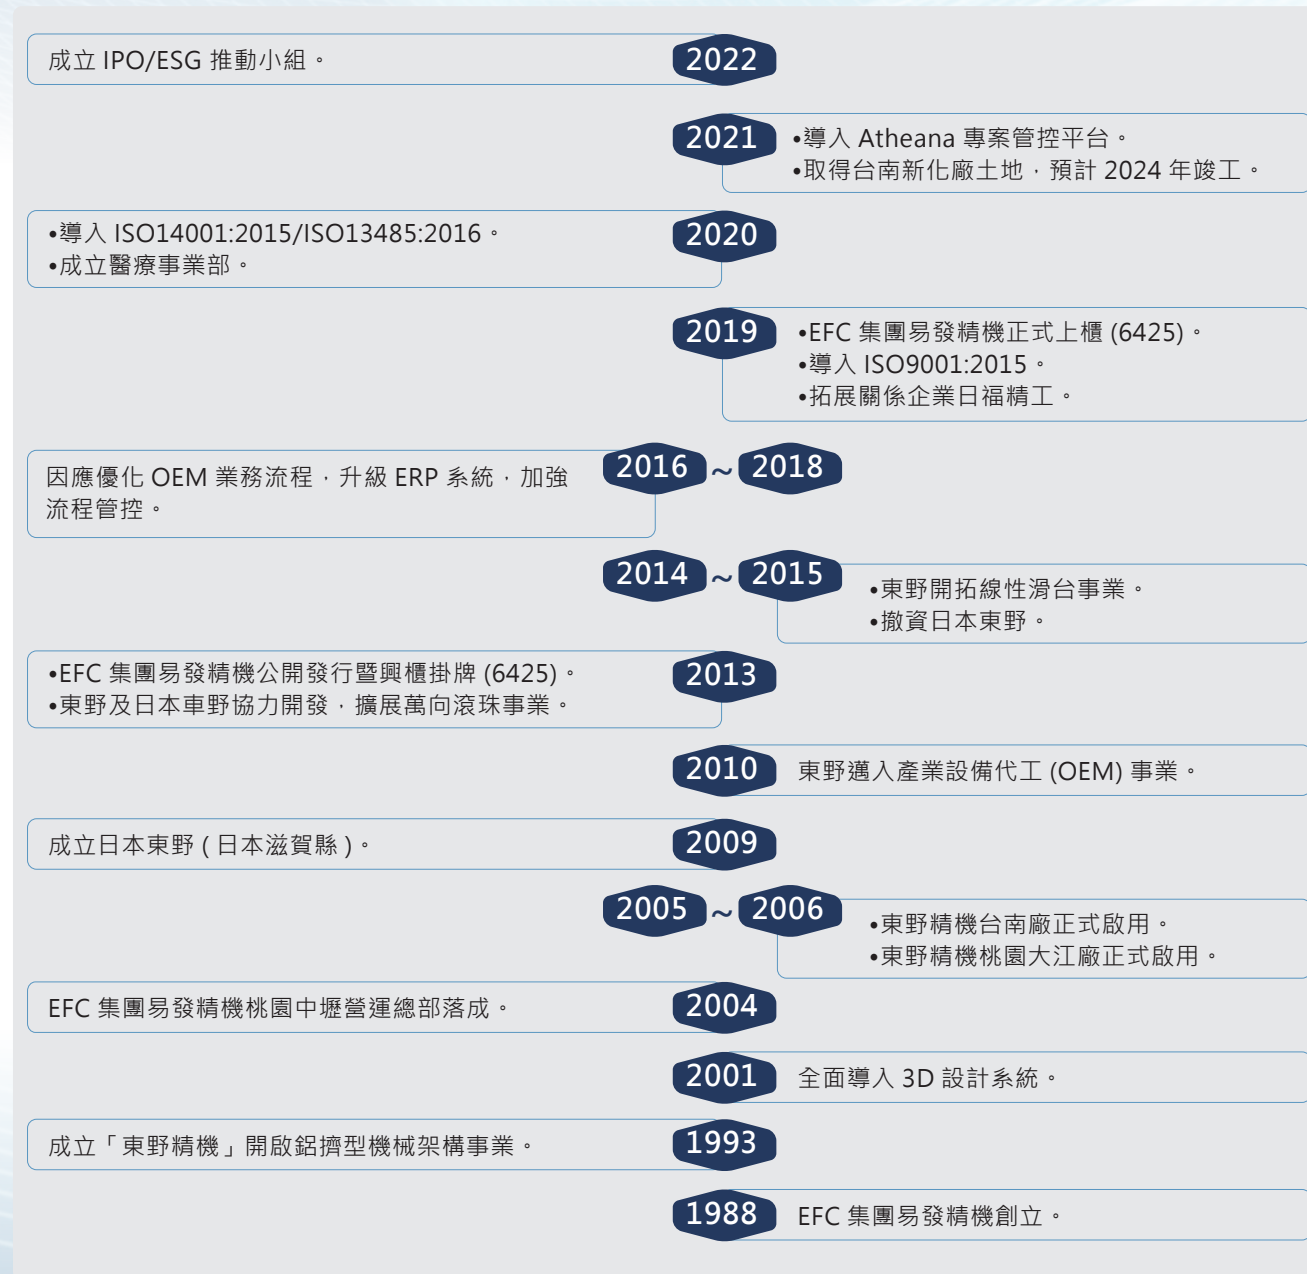 成立 IPO/ESG 推動小組。
2022
2021
•導入 Atheana 專案管控平台。
•取得台南新化廠土地，預計 2024 年竣工。
•導入 ISO14001:2015/ISO13485:2016。
•成立醫療事業部。
2020
2019
•EFC 集團易發精機正式上櫃 (6425)。
•導入 ISO9001:2015。
•拓展關係企業日福精工。
因應優化 OEM 業務流程，升級 ERP 系統，加強
流程管控。
2016 ~ 2018
2014 ~ 2015
•東野開拓線性滑台事業。
•撤資日本東野。
•EFC 集團易發精機公開發行暨興櫃掛牌 (6425)。
•東野及日本車野協力開發，擴展萬向滾珠事業。
2013
2010
東野邁入產業設備代工 (OEM) 事業。
成立日本東野 ( 日本滋賀縣 )。
2009
2005 ~ 2006
•東野精機台南廠正式啟用。
•東野精機桃園大江廠正式啟用。
EFC 集團易發精機桃園中壢營運總部落成。
2004
2001
全面導入 3D 設計系統。
成立「東野精機」開啟鋁擠型機械架構事業。
1993
1988
EFC 集團易發精機創立。